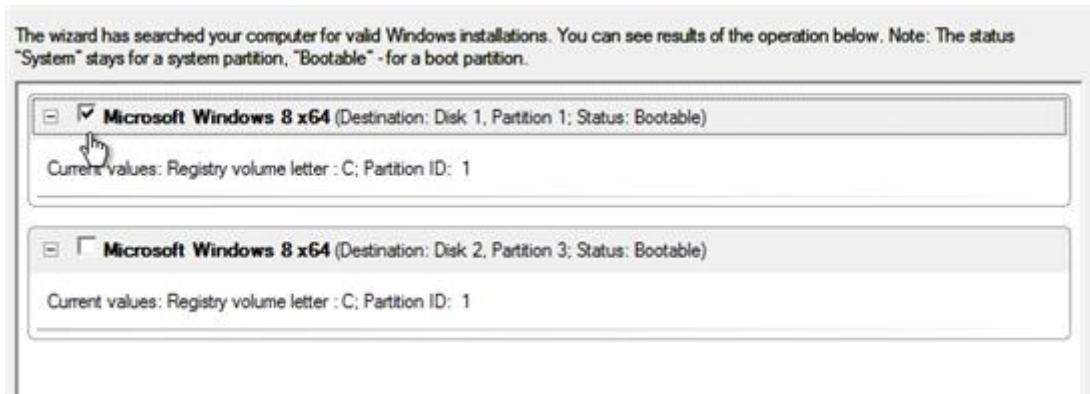 The wizard has searched your computer for valid Windows installations. You can see results of the operation below. Note: The status
"System" stays for a system partition, "Bootable" - for a boot partition.
Microsoft Windows 8 x64 (Destination: Disk 1, Partition 1; Status: Bootable)
Current values: Registry volume letter : C; Partition ID: 1
Microsoft Windows 8 x64 (Destination: Disk 2, Partition 3; Status: Bootable)
Current values: Registry volume letter : C; Partition ID: 1